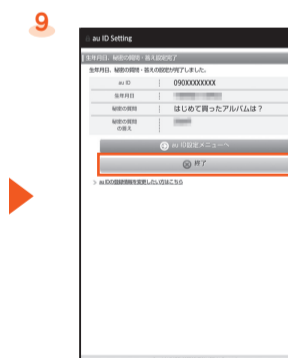 9
au ID Setting
生年月日、秘密の質問・答え設定完了
生年月日、秘密の質問・答えの設定が完了しました。
au ID 090XXXXXXXX
生年月日
秘密の質問 はじめて買ったアルバムは？
秘密の質問
の答え
au ID設定メニューへ
終了
au IDの登録情報を変更したい方はこちら